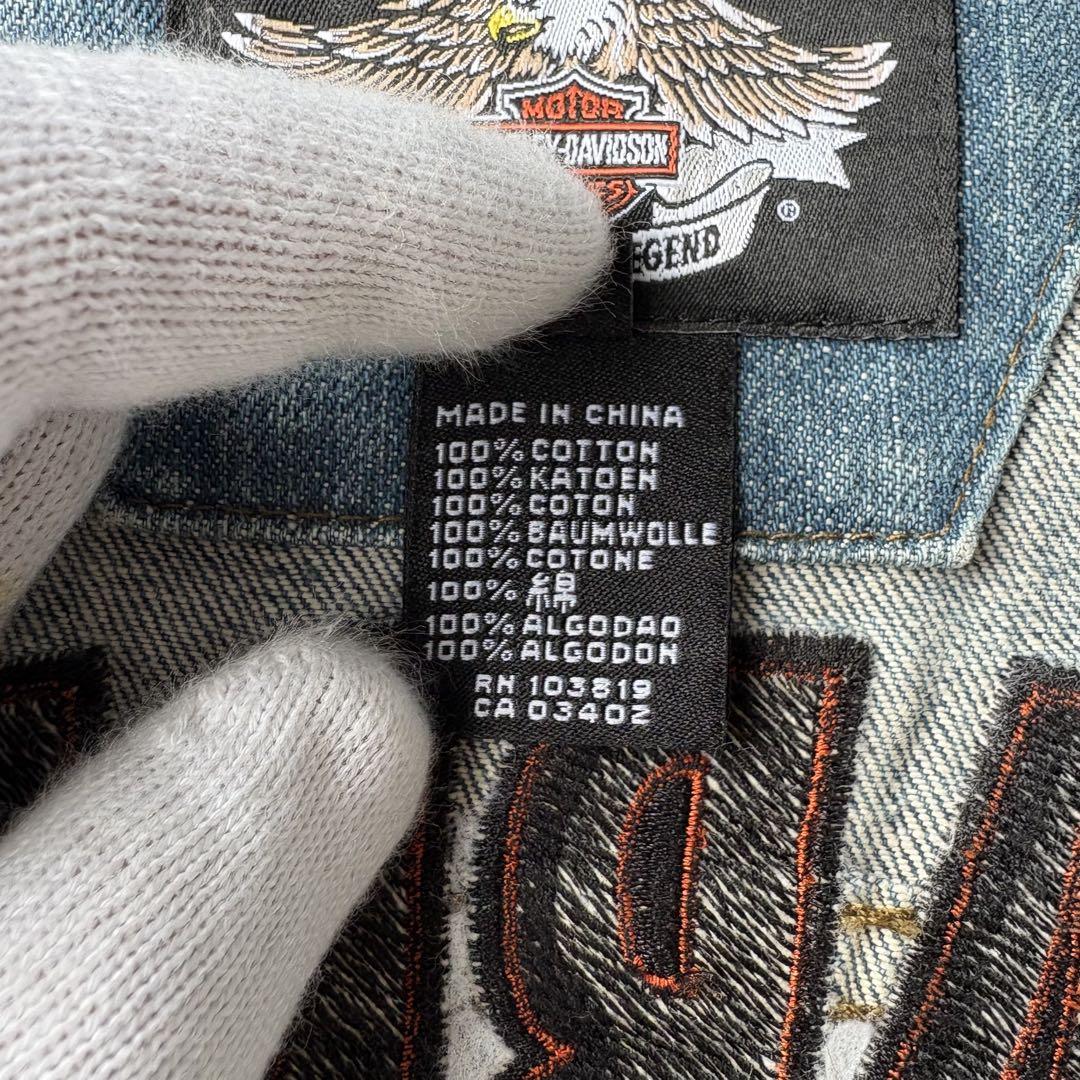 MOTOR
Y-DAVIDSON
EGEND
®
MADE IN CHINA
100% COTTON
100% KATOEN
100% COTON
100% BAUMWOLLE
100% COTONE
100% 綿
100% ALGODAO
100% ALGODON
RN 103819
CA 03402